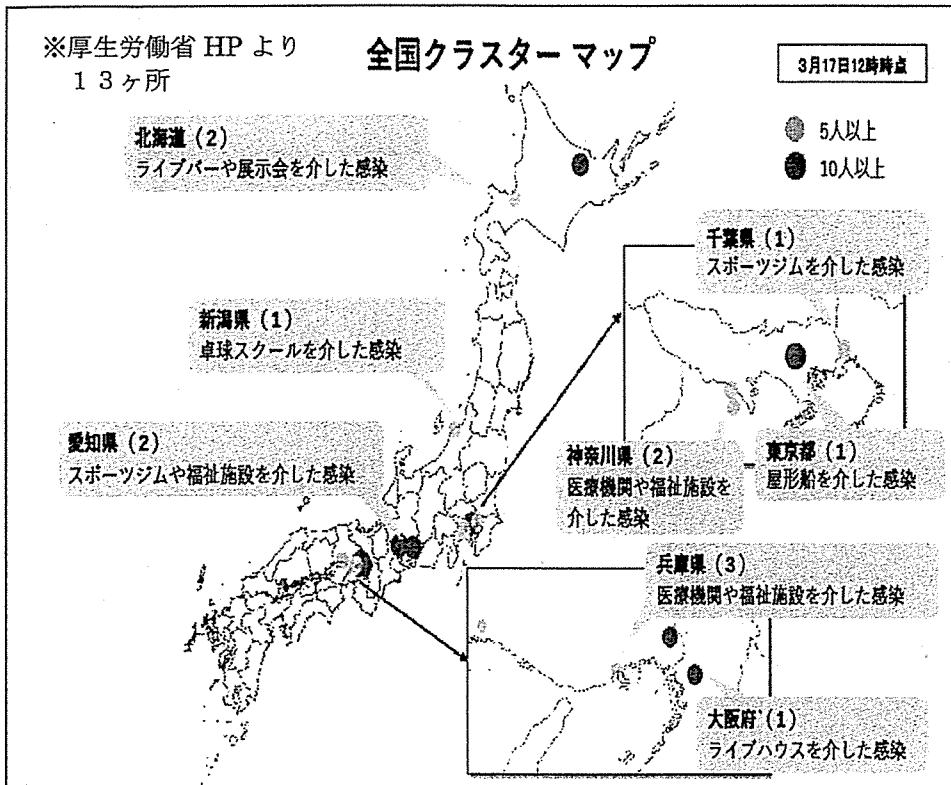 ※厚生労働省 HP より
１３ヶ所
全国クラスター マップ
3月17日12時時点
5人以上
10人以上
北海道（2）
ライブバーや展示会を介した感染
千葉県（1）
スポーツジムを介した感染
新潟県（1）
卓球スクールを介した感染
愛知県（2）
スポーツジムや福祉施設を介した感染
神奈川県（2）
医療機関や福祉施設を
介した感染
東京都（1）
屋形船を介した感染
兵庫県（3）
医療機関や福祉施設を介した感染
大阪府（1）
ライブハウスを介した感染